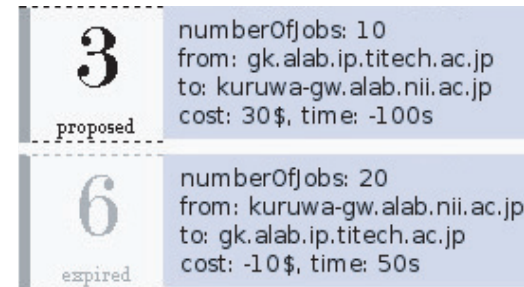 3
proposed
numberOfJobs: 10
from: gk.alab.ip.titech.ac.jp
to: kuruwa-gw.alab.nii.ac.jp
cost: 30$, time: -100s
6
expired
numberOfJobs: 20
from: kuruwa-gw.alab.nii.ac.jp
to: gk.alab.ip.titech.ac.jp
cost: -10$, time: 50s